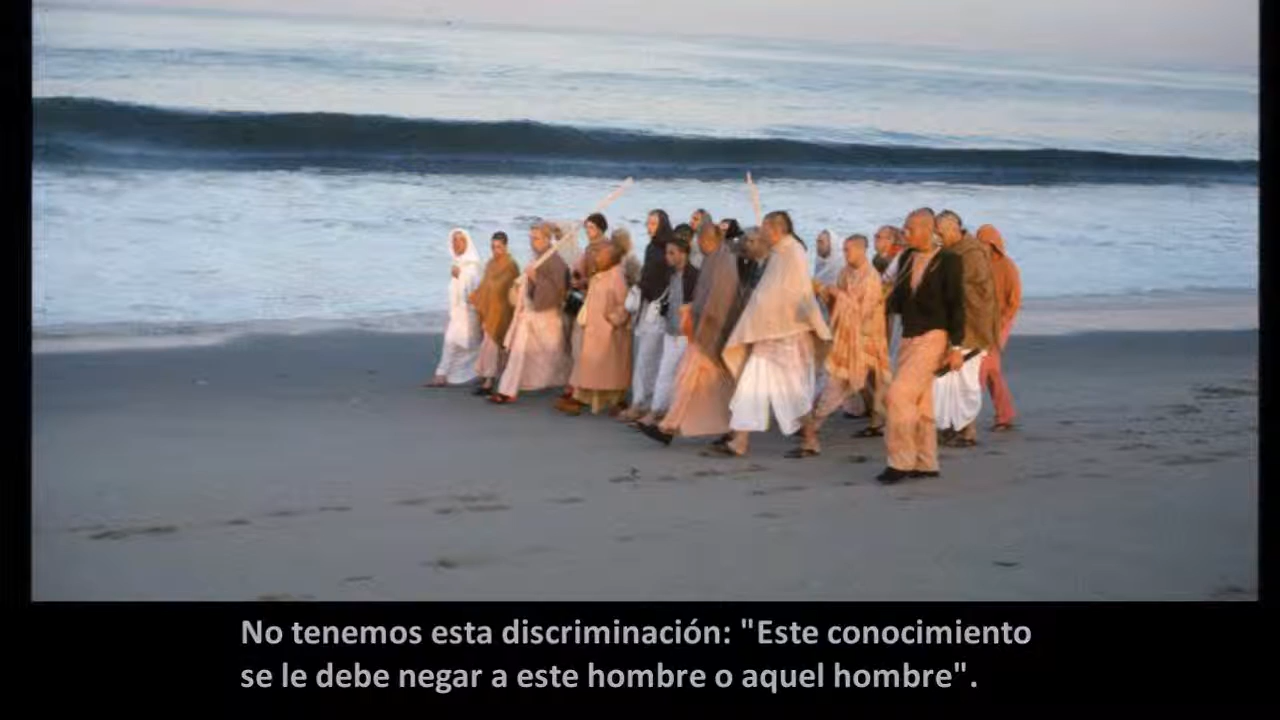 No tenemos esta discriminación: "Este conocimiento
se le debe negar a este hombre o aquel hombre".